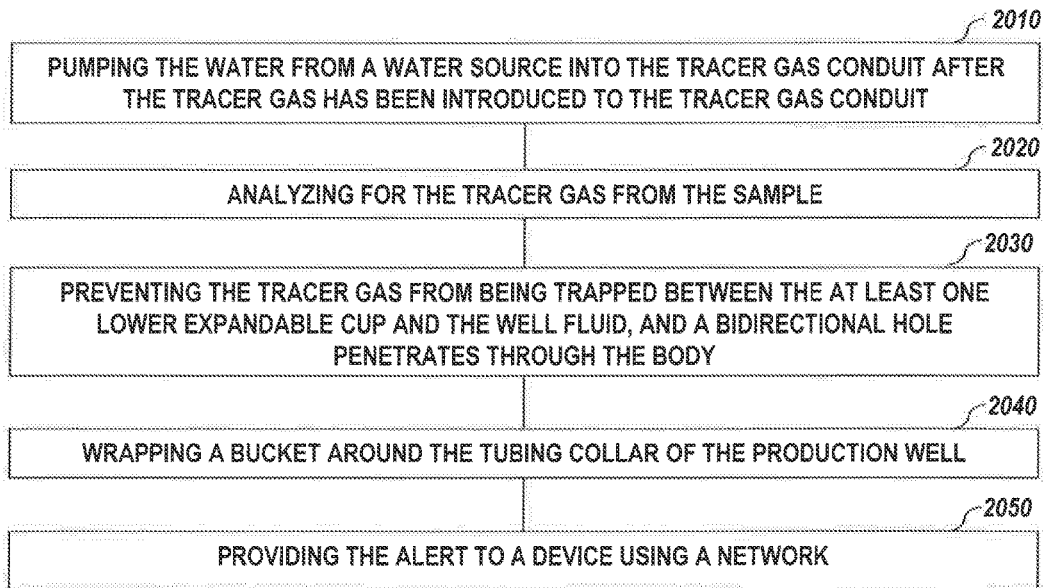 2010
PUMPING THE WATER FROM A WATER SOURCE INTO THE TRACER GAS CONDUIT AFTER
THE TRACER GAS HAS BEEN INTRODUCED TO THE TRACER GAS CONDUIT
2020
ANALYZING FOR THE TRACER GAS FROM THE SAMPLE
2030
PREVENTING THE TRACER GAS FROM BEING TRAPPED BETWEEN THE AT LEAST ONE
LOWER EXPANDABLE CUP AND THE WELL FLUID, AND A BIDIRECTIONAL HOLE
PENETRATES THROUGH THE BODY
2040
WRAPPING A BUCKET AROUND THE TUBING COLLAR OF THE PRODUCTION WELL
2050
PROVIDING THE ALERT TO A DEVICE USING A NETWORK